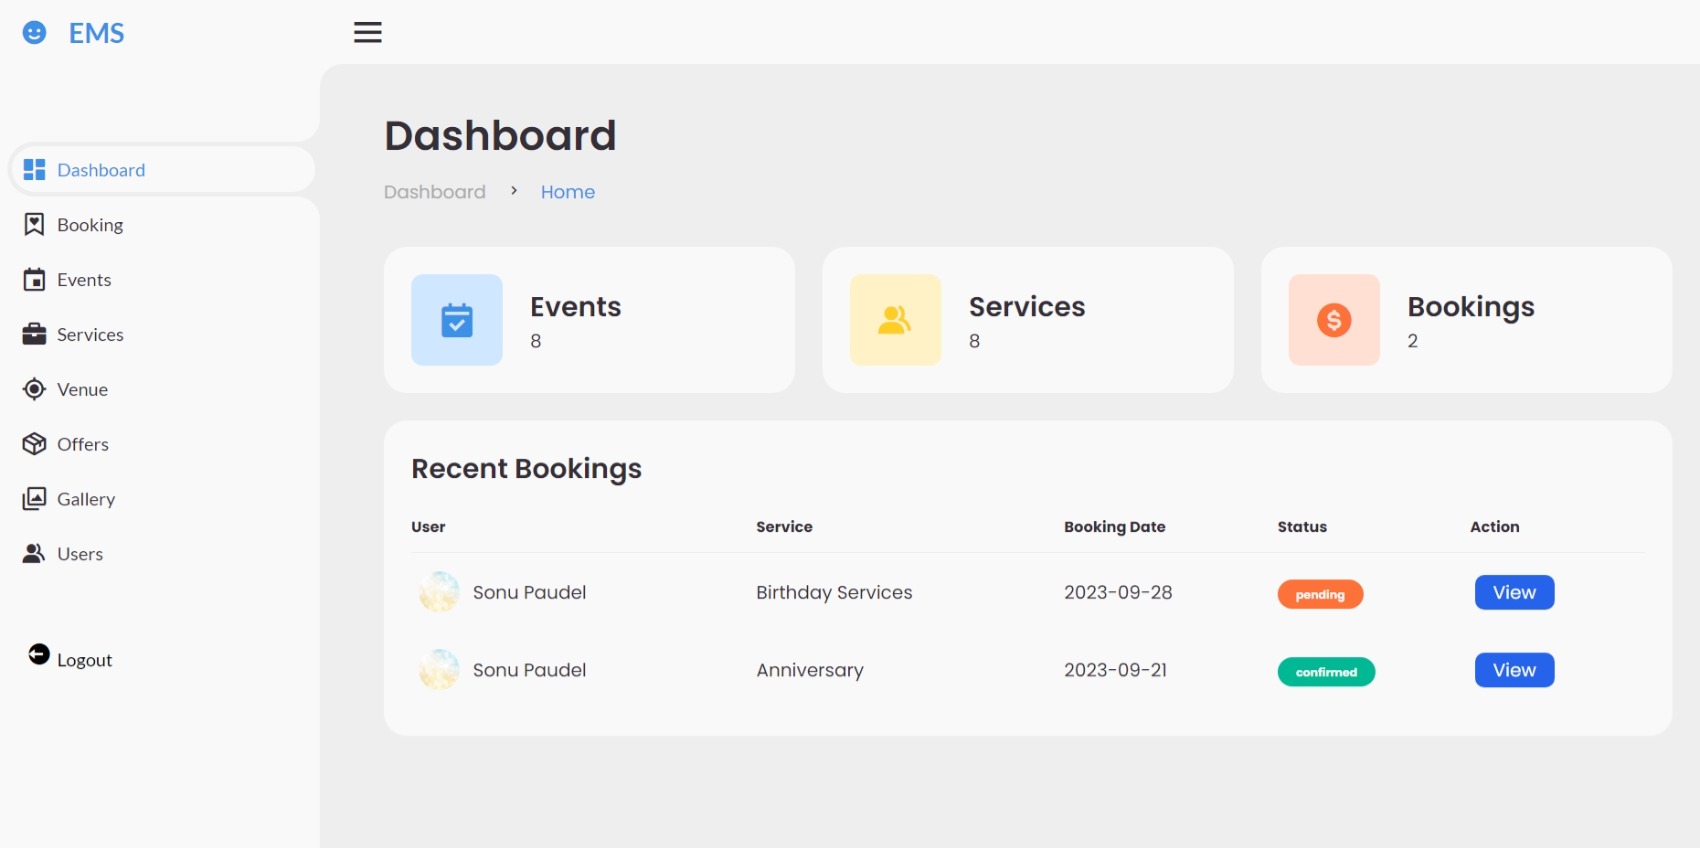 EMS
Dashboard
Booking
Events
Services
Venue
Offers
Gallery
Users
Logout
Dashboard
Dashboard > Home
Events
8
Services
8
$
Bookings
2
Recent Bookings
User Service Booking Date Status Action
Sonu Paudel Birthday Services 2023-09-28 pending View
Sonu Paudel Anniversary 2023-09-21 confirmed View